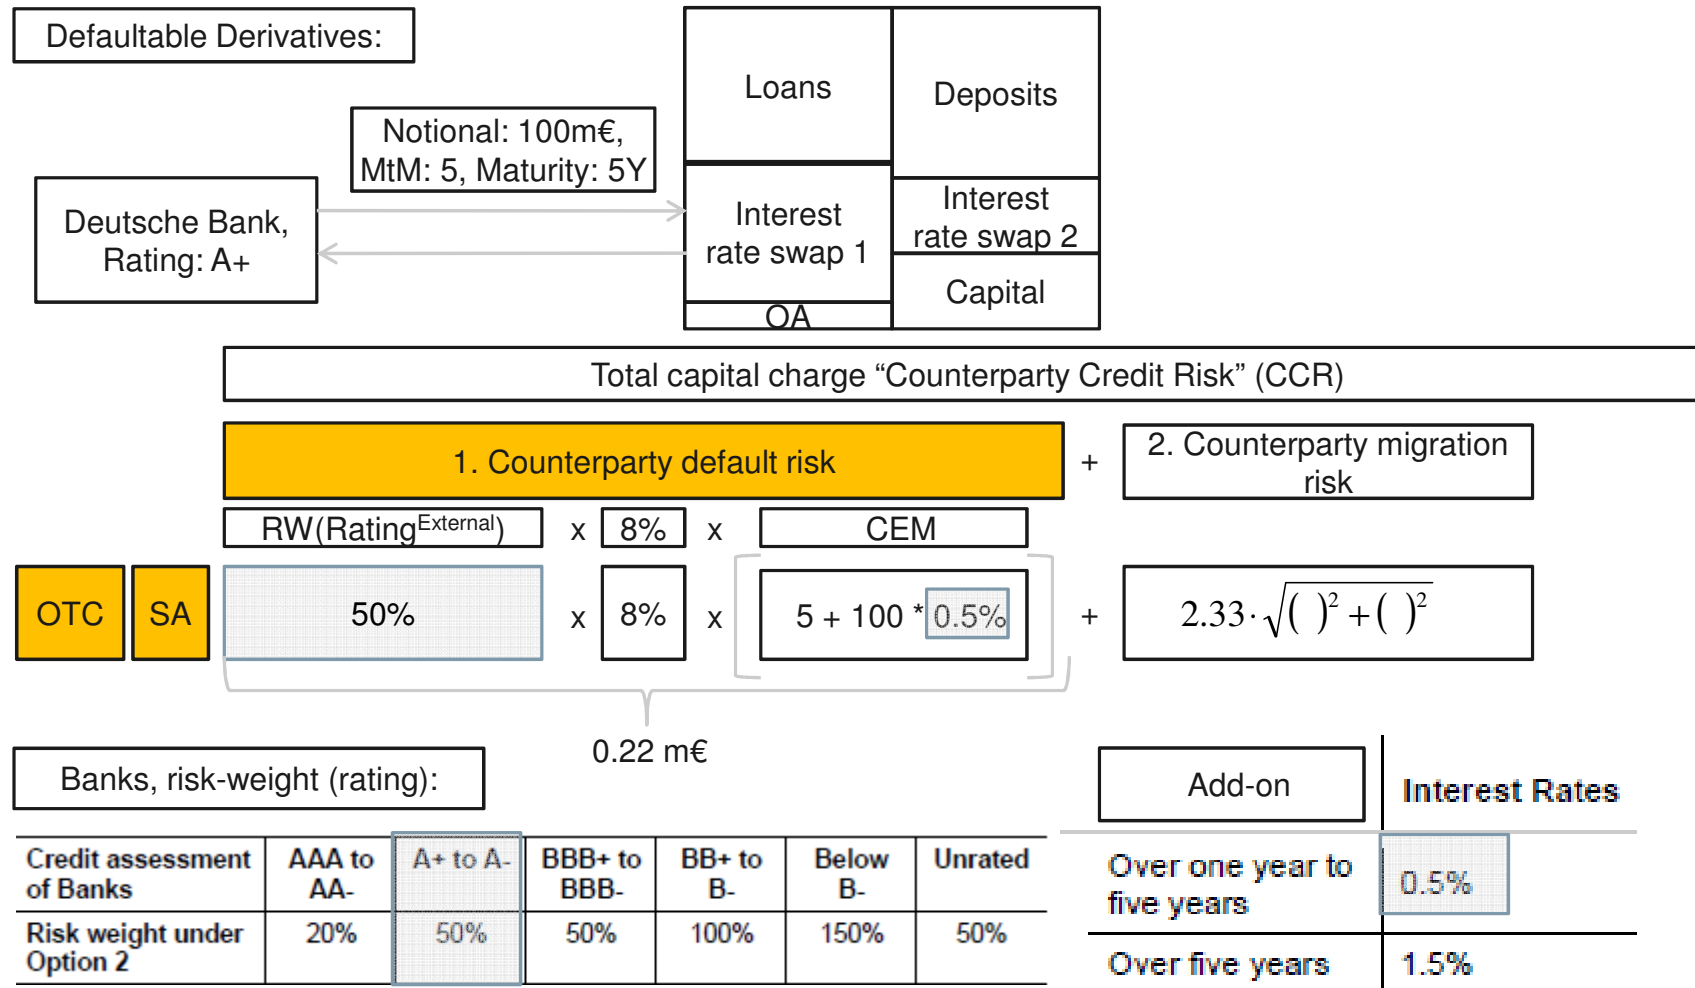 Defaultable Derivatives:
Loans
Deposits
Notional: 100m€,
MtM: 5, Maturity: 5Y
Deutsche Bank,
Rating: A+
Interest
rate swap 1
Interest
rate swap 2
Capital
OA
Total capital charge “Counterparty Credit Risk” (CCR)
1. Counterparty default risk
+
2. Counterparty migration
risk
RW(Rating^External) x 8% x CEM
OTC SA 50% x 8% x 5 + 100 * 0.5% + 2.33·√( )² + ( )²
0.22 m€
Banks, risk-weight (rating):
Credit assessment
of Banks
AAA to
AA-
A+ to A-
BBB+ to
BBB-
BB+ to
B-
Below
B-
Unrated
Risk weight under
Option 2
20% 50% 50% 100% 150% 50%
Add-on Interest Rates
Over one year to
five years
0.5%
Over five years 1.5%